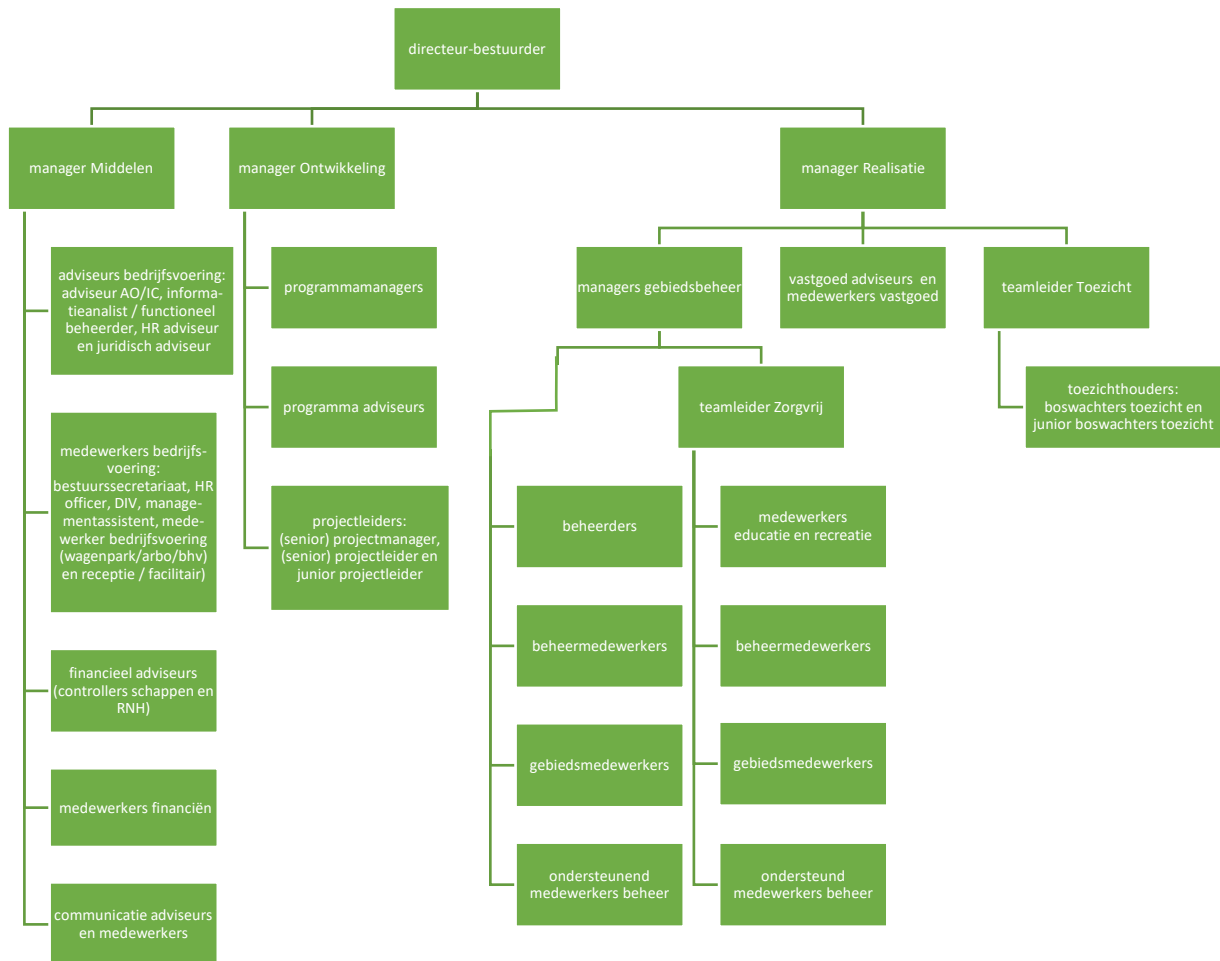 directeur-bestuurder
manager Middelen
manager Ontwikkeling
manager Realisatie
adviseurs bedrijfsvoering:
adviseur AO/IC, informa-
tieanalist / functioneel
beheerder, HR adviseur
en juridisch adviseur
medewerkers bedrijfs-
voering:
bestuurssecretariaat, HR
officer, DIV, manage-
mentassistent, mede-
werker bedrijfsvoering
(wagenpark/arbo/bhv)
en receptie / facilitair)
financieel adviseurs
(controllers schappen en
RNH)
medewerkers financiën
communicatie adviseurs
en medewerkers
programmamanagers
programma adviseurs
projectleiders:
(senior) projectmanager,
(senior) projectleider en
junior projectleider
managers gebiedsbeheer
vastgoed adviseurs en
medewerkers vastgoed
teamleider Toezicht
teamleider Zorgvrij
toezichthouders:
boswachters toezicht en
junior boswachters toezicht
beheerders
beheermedewerkers
gebiedsmedewerkers
ondersteunend
medewerkers beheer
medewerkers
educatie en recreatie
beheermedewerkers
gebiedsmedewerkers
ondersteund
medewerkers beheer